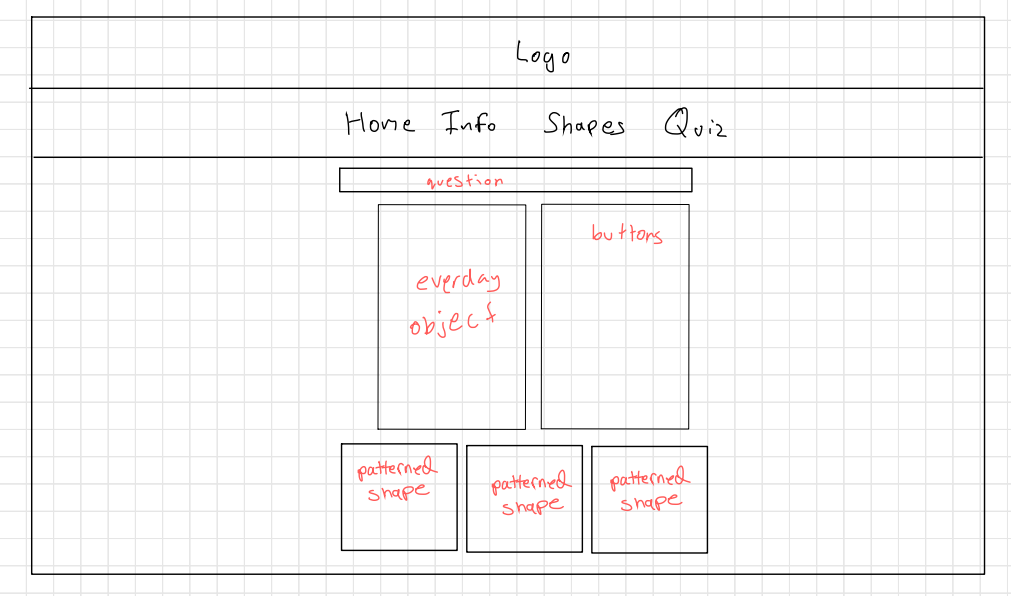 Logo
Home Info Shapes Quiz
question
buttons
everday
object
patterned
shape
patterned
shape
patterned
shape